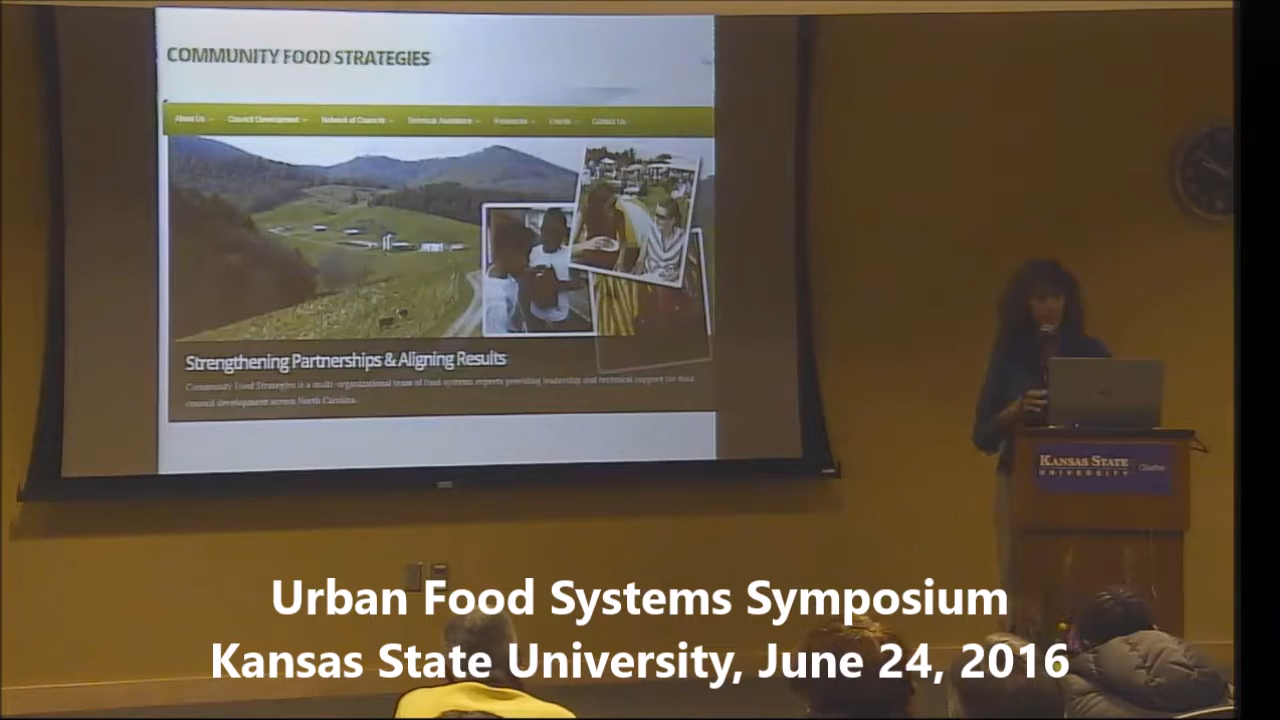 COMMUNITY FOOD STRATEGIES
About Us Council Development Network of Councils Technical Assistance Resources Events Contact Us
Strengthening Partnerships & Aligning Results
Community Food Strategies is a multi-organizational team of food systems experts providing leadership and technical support for food
council development across North Carolina.
KANSAS STATE
UNIVERSITY Olathe
Urban Food Systems Symposium
Kansas State University, June 24, 2016